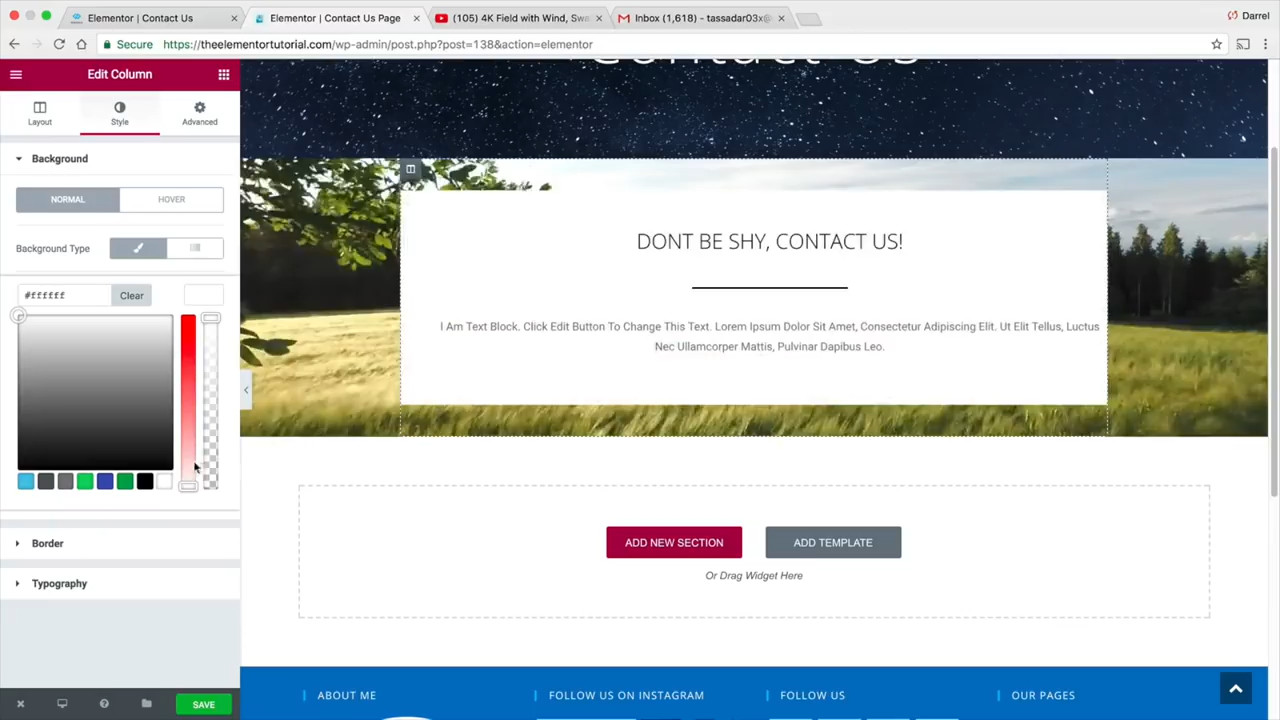 Elementor | Contact Us
Elementor | Contact Us Page
(105) 4K Field with Wind, Swa
Inbox (1,618) - tassadar03x@
Darrel
Secure
https://theelementortutorial.com/wp-admin/post.php?post=138&action=elementor
Edit Column
Contact Us
Layout
Style
Advanced
Background
NORMAL
HOVER
Background Type
#ffffff
Clear
Border
Typography
SAVE
DONT BE SHY, CONTACT US!
I Am Text Block. Click Edit Button To Change This Text. Lorem Ipsum Dolor Sit Amet, Consectetur Adipiscing Elit. Ut Elit Tellus, Luctus
Nec Ullamcorper Mattis, Pulvinar Dapibus Leo.
ADD NEW SECTION
ADD TEMPLATE
Or Drag Widget Here
ABOUT ME
FOLLOW US ON INSTAGRAM
FOLLOW US
OUR PAGES